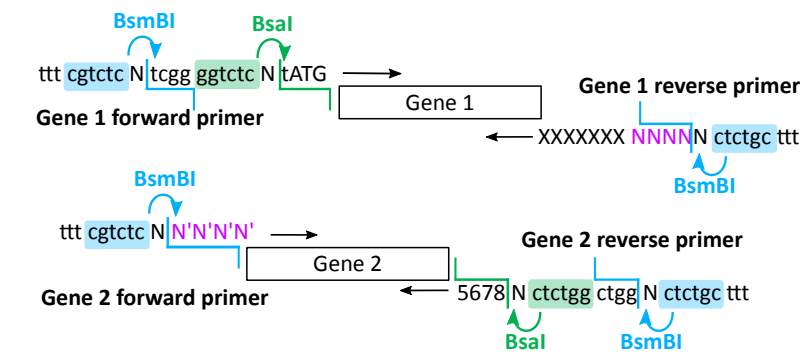 BsmBI
BsaI
ttt cgtctc N tcgg ggtctc N tATG
Gene 1 forward primer
Gene 1
Gene 1 reverse primer
XXXXXXX NNNN N ctctgc ttt
BsmBI
BsmBI
ttt cgtctc N N'N'N'N'
Gene 2 forward primer
Gene 2
Gene 2 reverse primer
5678 N ctctgg ctgg N ctctgc ttt
BsaI
BsmBI